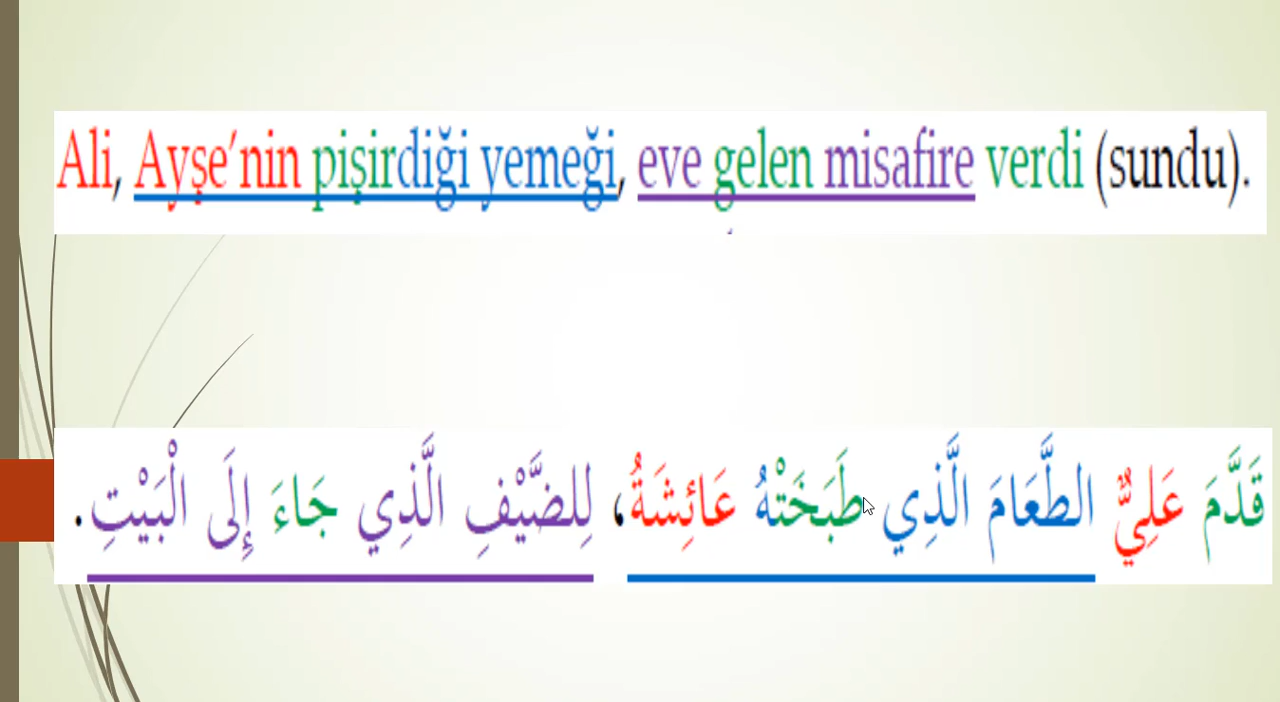 Ali, Ayşe’nin pişirdiği yemeği, eve gelen misafire verdi (sundu).
قَدَّمَ عَلِيٌّ الطَّعَامَ الَّذِي طَبَخَتْهُ عَائِشَةُ، لِلضَّيْفِ الَّذِي جَاءَ إِلَى الْبَيْتِ.